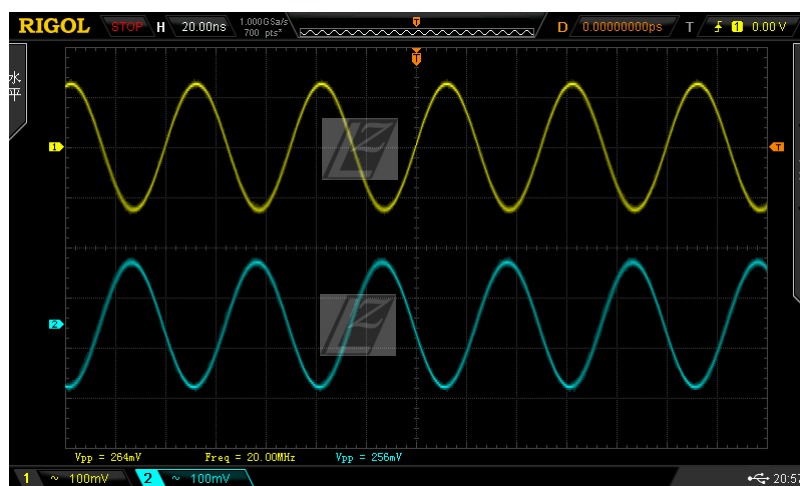 RIGOL STOP H 20.00ns 1.000GSa/s 700 pts D 0.00000000ps T 1 0.00 V
T
水平
T
1
T
2
Vpp = 264mV Freq = 20.00MHz Vpp = 256mV
1 ~ 100mV 2 ~ 100mV 20:57